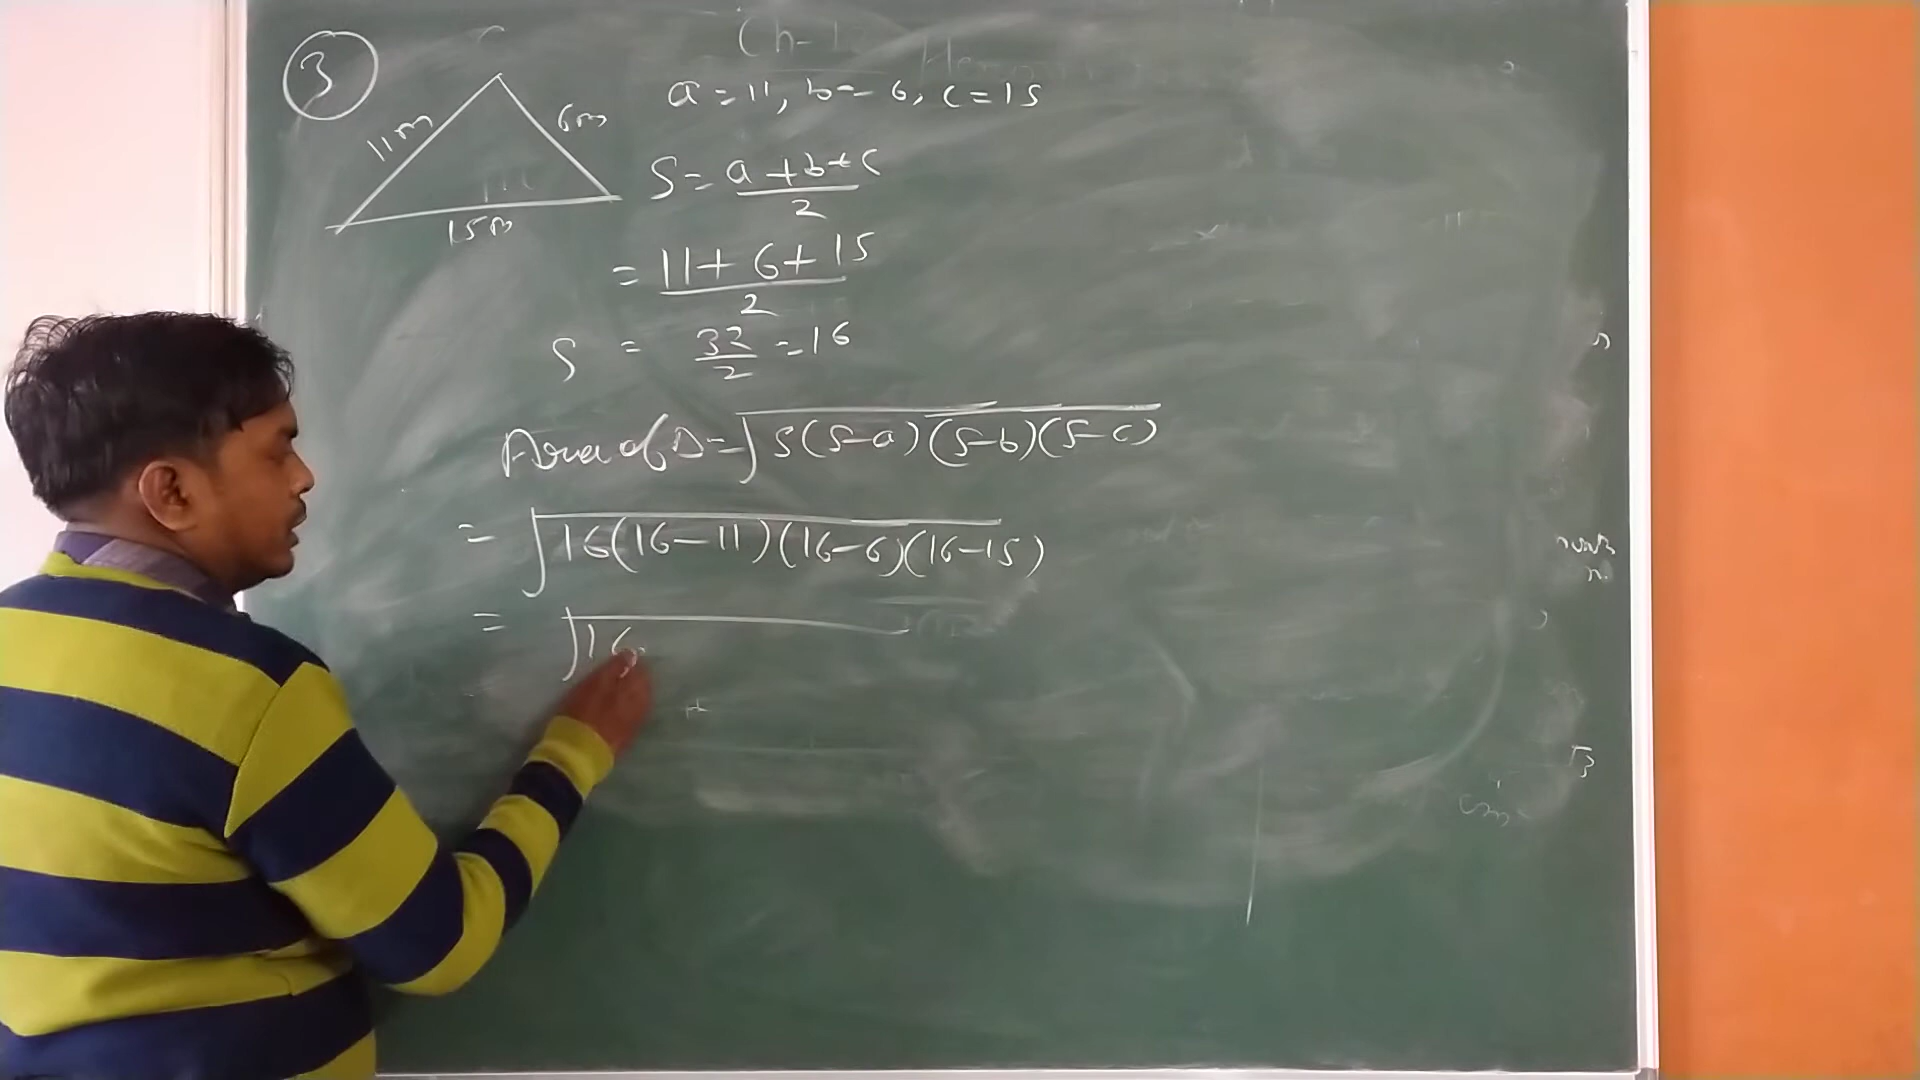 3
11m
6m
15m
a=11, b=6, c=15
S=a+b+c/2
=11+6+15/2
S = 32/2=16
Area of Δ=√S(S-a)(S-b)(S-c)
=√16(16-11)(16-6)(16-15)
= √16